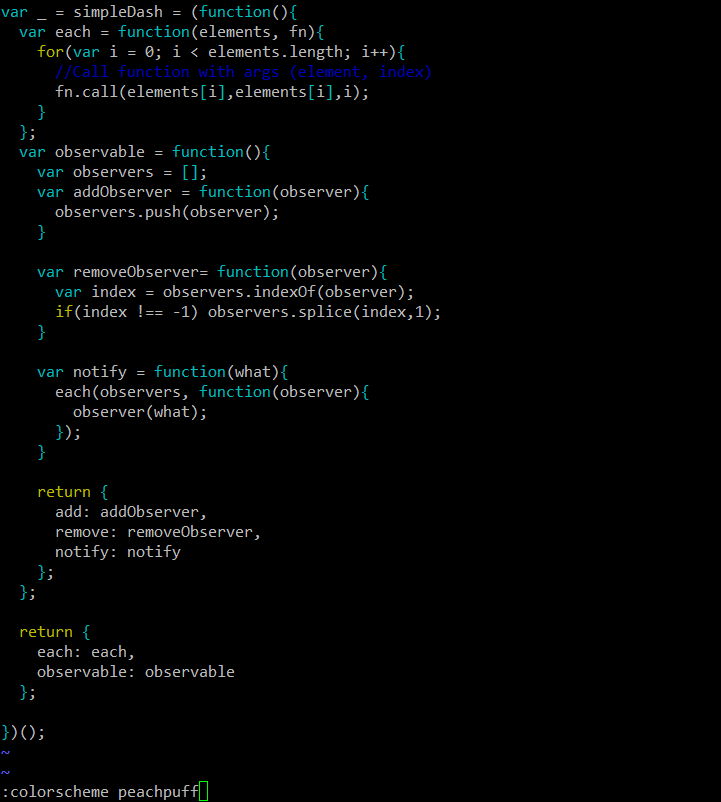 var _ = simpleDash = (function(){
  var each = function(elements, fn){
    for(var i = 0; i < elements.length; i++){
      //Call function with args (element, index)
      fn.call(elements[i],elements[i],i);
    }
  };
  var observable = function(){
    var observers = [];
    var addObserver = function(observer){
      observers.push(observer);
    }

    var removeObserver= function(observer){
      var index = observers.indexOf(observer);
      if(index !== -1) observers.splice(index,1);
    }

    var notify = function(what){
      each(observers, function(observer){
        observer(what);
      });
    }

    return {
      add: addObserver,
      remove: removeObserver,
      notify: notify
    };
  };

  return {
    each: each,
    observable: observable
  };

})();
~
~
:colorscheme peachpuff